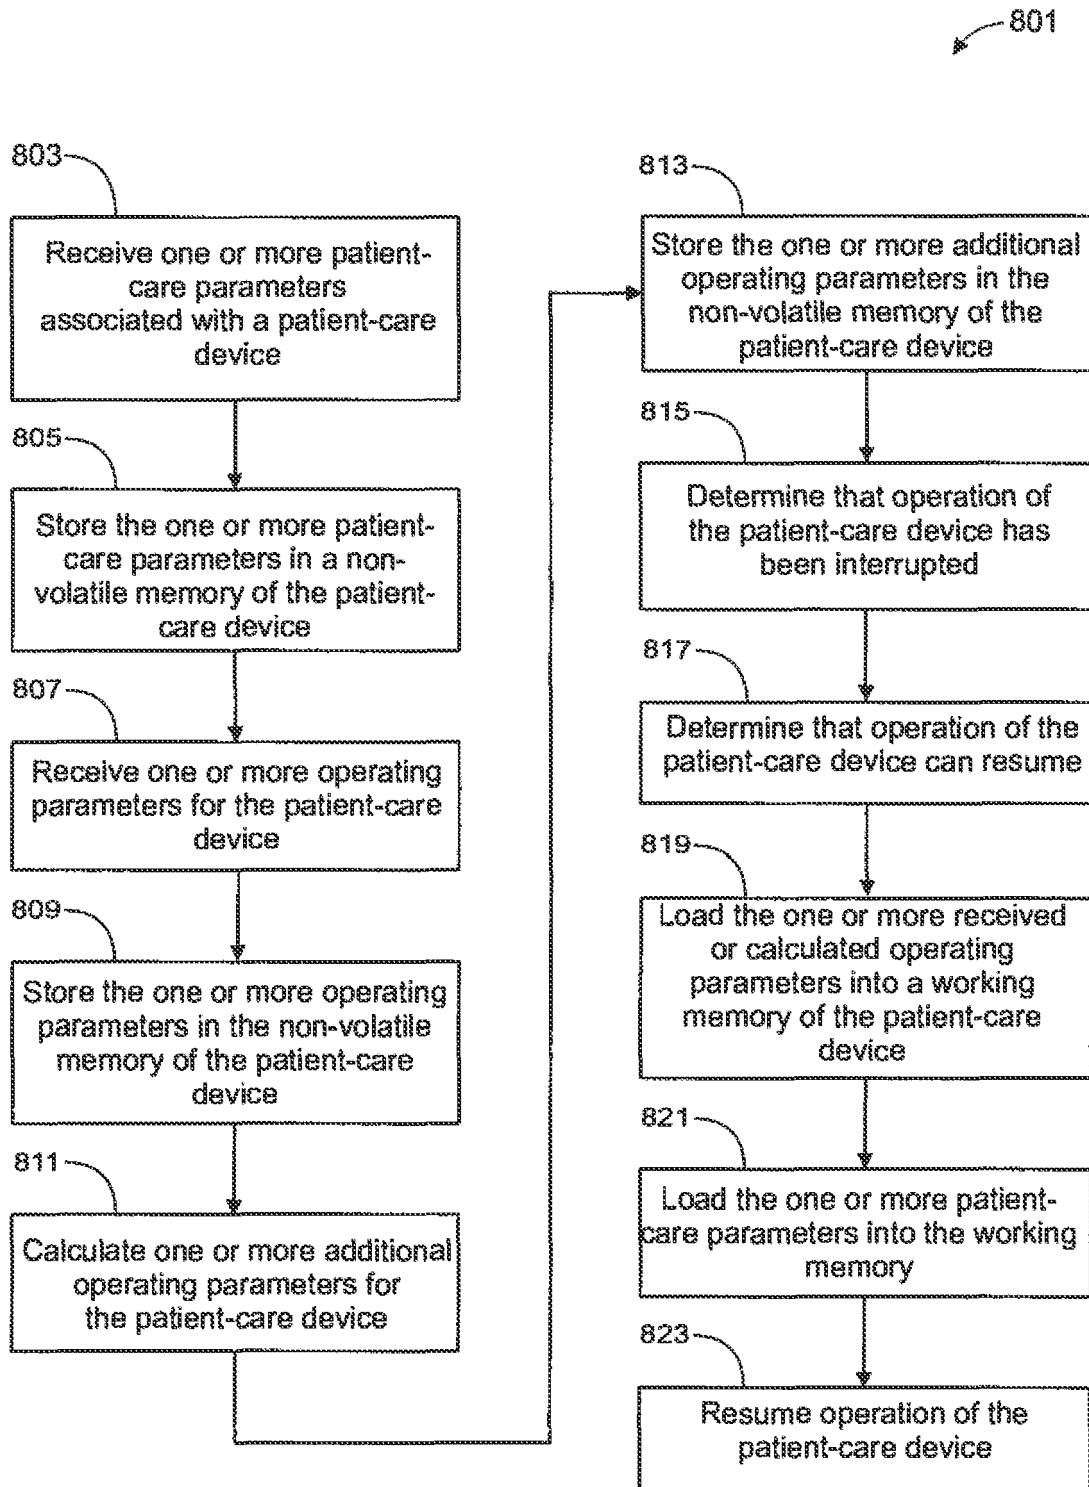 801
803
Receive one or more patient-
care parameters
associated with a patient-care
device
805
Store the one or more patient-
care parameters in a non-
volatile memory of the patient-
care device
807
Receive one or more operating
parameters for the patient-care
device
809
Store the one or more operating
parameters in the non-volatile
memory of the patient-care
device
811
Calculate one or more additional
operating parameters for
the patient-care device
813
Store the one or more additional
operating parameters in the
non-volatile memory of the
patient-care device
815
Determine that operation of
the patient-care device has
been interrupted
817
Determine that operation of the
patient-care device can resume
819
Load the one or more received
or calculated operating
parameters into a working
memory of the patient-care
device
821
Load the one or more patient-
care parameters into the working
memory
823
Resume operation of the
patient-care device